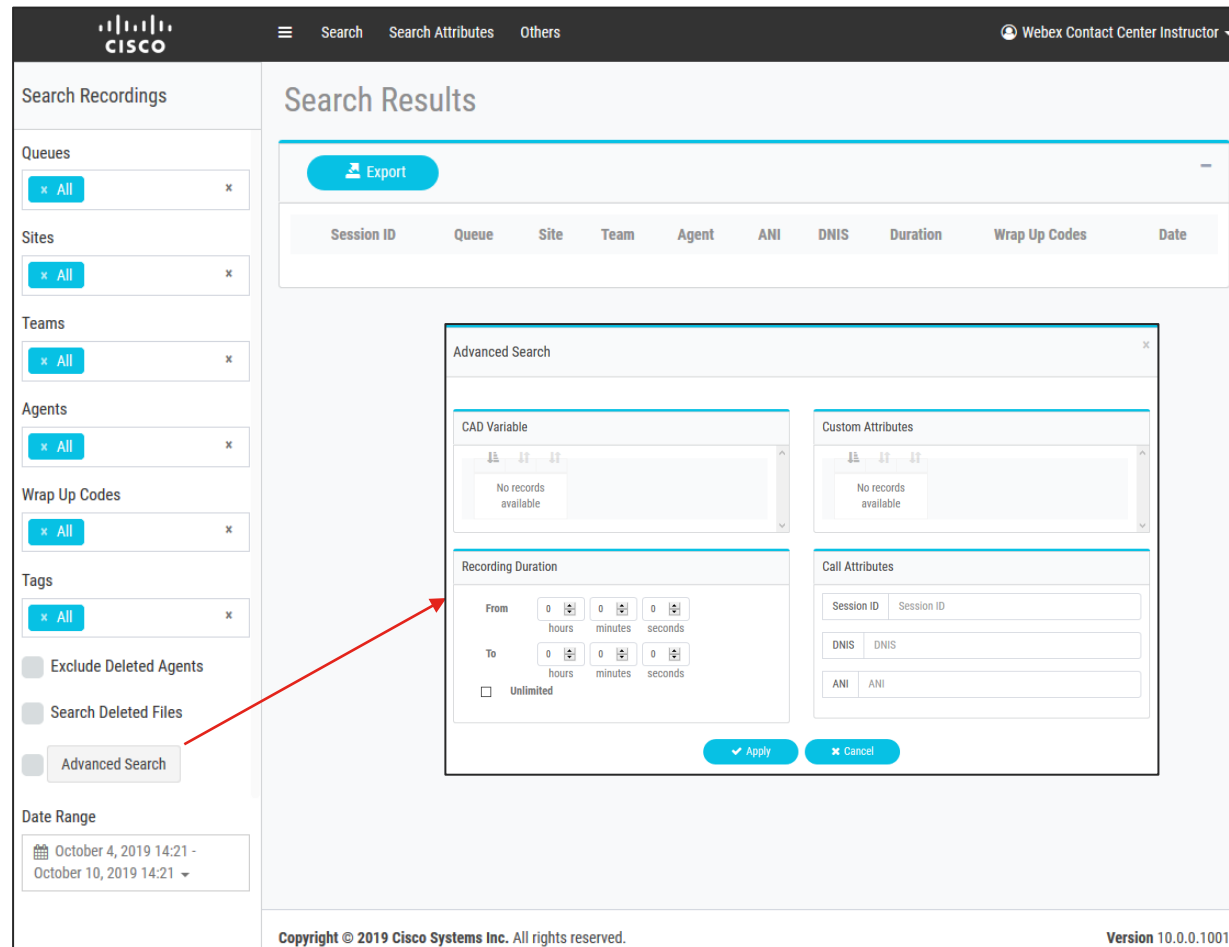 CISCO
Search
Search Attributes
Others
Webex Contact Center Instructor
Search Recordings
Queues
× All ×
Sites
× All ×
Teams
× All ×
Agents
× All ×
Wrap Up Codes
× All ×
Tags
× All ×
Exclude Deleted Agents
Search Deleted Files
Advanced Search
Date Range
October 4, 2019 14:21 -
October 10, 2019 14:21
Search Results
Export
Session ID Queue Site Team Agent ANI DNIS Duration Wrap Up Codes Date
Advanced Search ×
CAD Variable
No records
available
Custom Attributes
No records
available
Recording Duration
From 0 0 0
hours minutes seconds
To 0 0 0
hours minutes seconds
Unlimited
Call Attributes
Session ID Session ID
DNIS DNIS
ANI ANI
Apply
Cancel
Copyright © 2019 Cisco Systems Inc. All rights reserved.
Version 10.0.0.1001